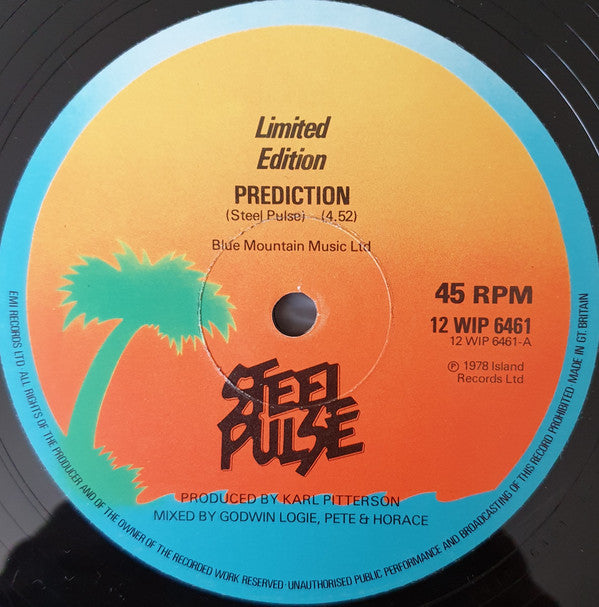 Limited
Edition
PREDICTION
(Steel Pulse) (4.52)
Blue Mountain Music Ltd
45 RPM
12 WIP 6461
12 WIP 6461-A
℗ 1978 Island
Records Ltd
STEEL
PULSE
PRODUCED BY KARL PITTERSON
MIXED BY GODWIN LOGIE, PETE & HORACE
EMI RECORDS LTD ALL RIGHTS OF THE PRODUCER AND OF THE OWNER OF THE RECORDED WORK RESERVED · UNAUTHORISED PUBLIC PERFORMANCE AND BROADCASTING OF THIS RECORD PROHIBITED · MADE IN GT. BRITAIN